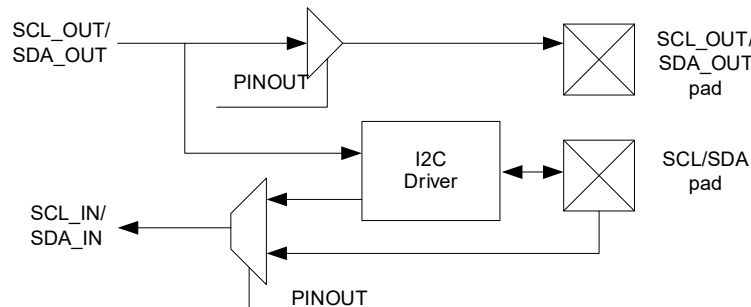 SCL_OUT/
SDA_OUT
PINOUT
SCL_OUT/
SDA_OUT
pad
I2C
Driver
SCL/SDA
pad
SCL_IN/
SDA_IN
PINOUT